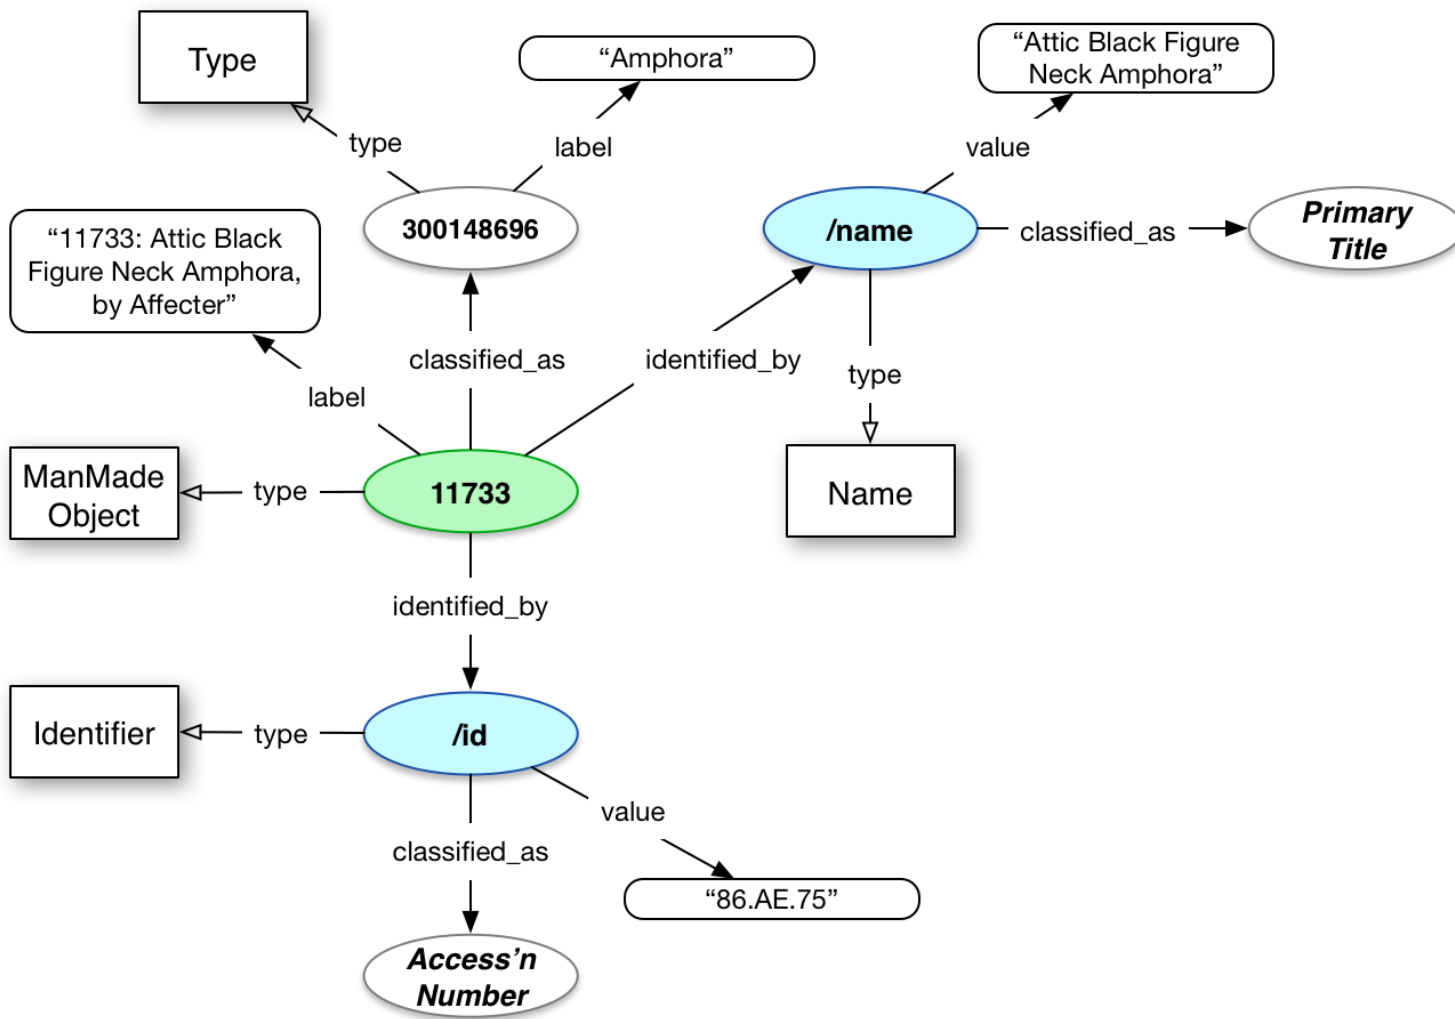 Type
“Amphora”
“Attic Black Figure
Neck Amphora”
type
label
value
“11733: Attic Black
Figure Neck Amphora,
by Affecter”
300148696
/name
classified_as
Primary
Title
label
classified_as
identified_by
type
ManMade
Object
type
11733
Name
identified_by
Identifier
type
/id
value
classified_as
“86.AE.75”
Access’n
Number